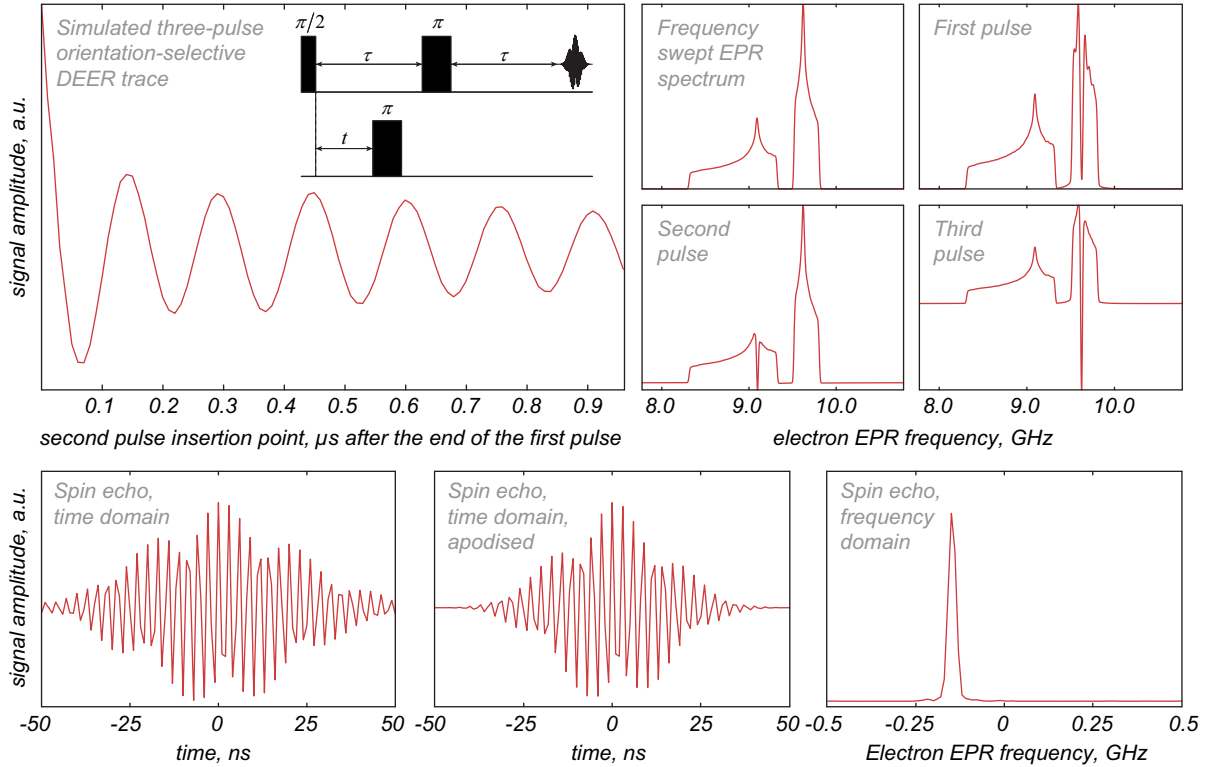 Simulated three-pulse
orientation-selective
DEER trace
π/2
π
τ
τ
t
π
signal amplitude, a.u.
0.1 0.2 0.3 0.4 0.5 0.6 0.7 0.8 0.9
second pulse insertion point, µs after the end of the first pulse
Frequency
swept EPR
spectrum
First pulse
Second
pulse
Third
pulse
8.0 9.0 10.0
8.0 9.0 10.0
electron EPR frequency, GHz
signal amplitude, a.u.
Spin echo,
time domain
-50 -25 0 25 50
time, ns
Spin echo,
time domain,
apodised
-50 -25 0 25 50
time, ns
Spin echo,
frequency
domain
-0.5 -0.25 0 0.25 0.5
Electron EPR frequency, GHz